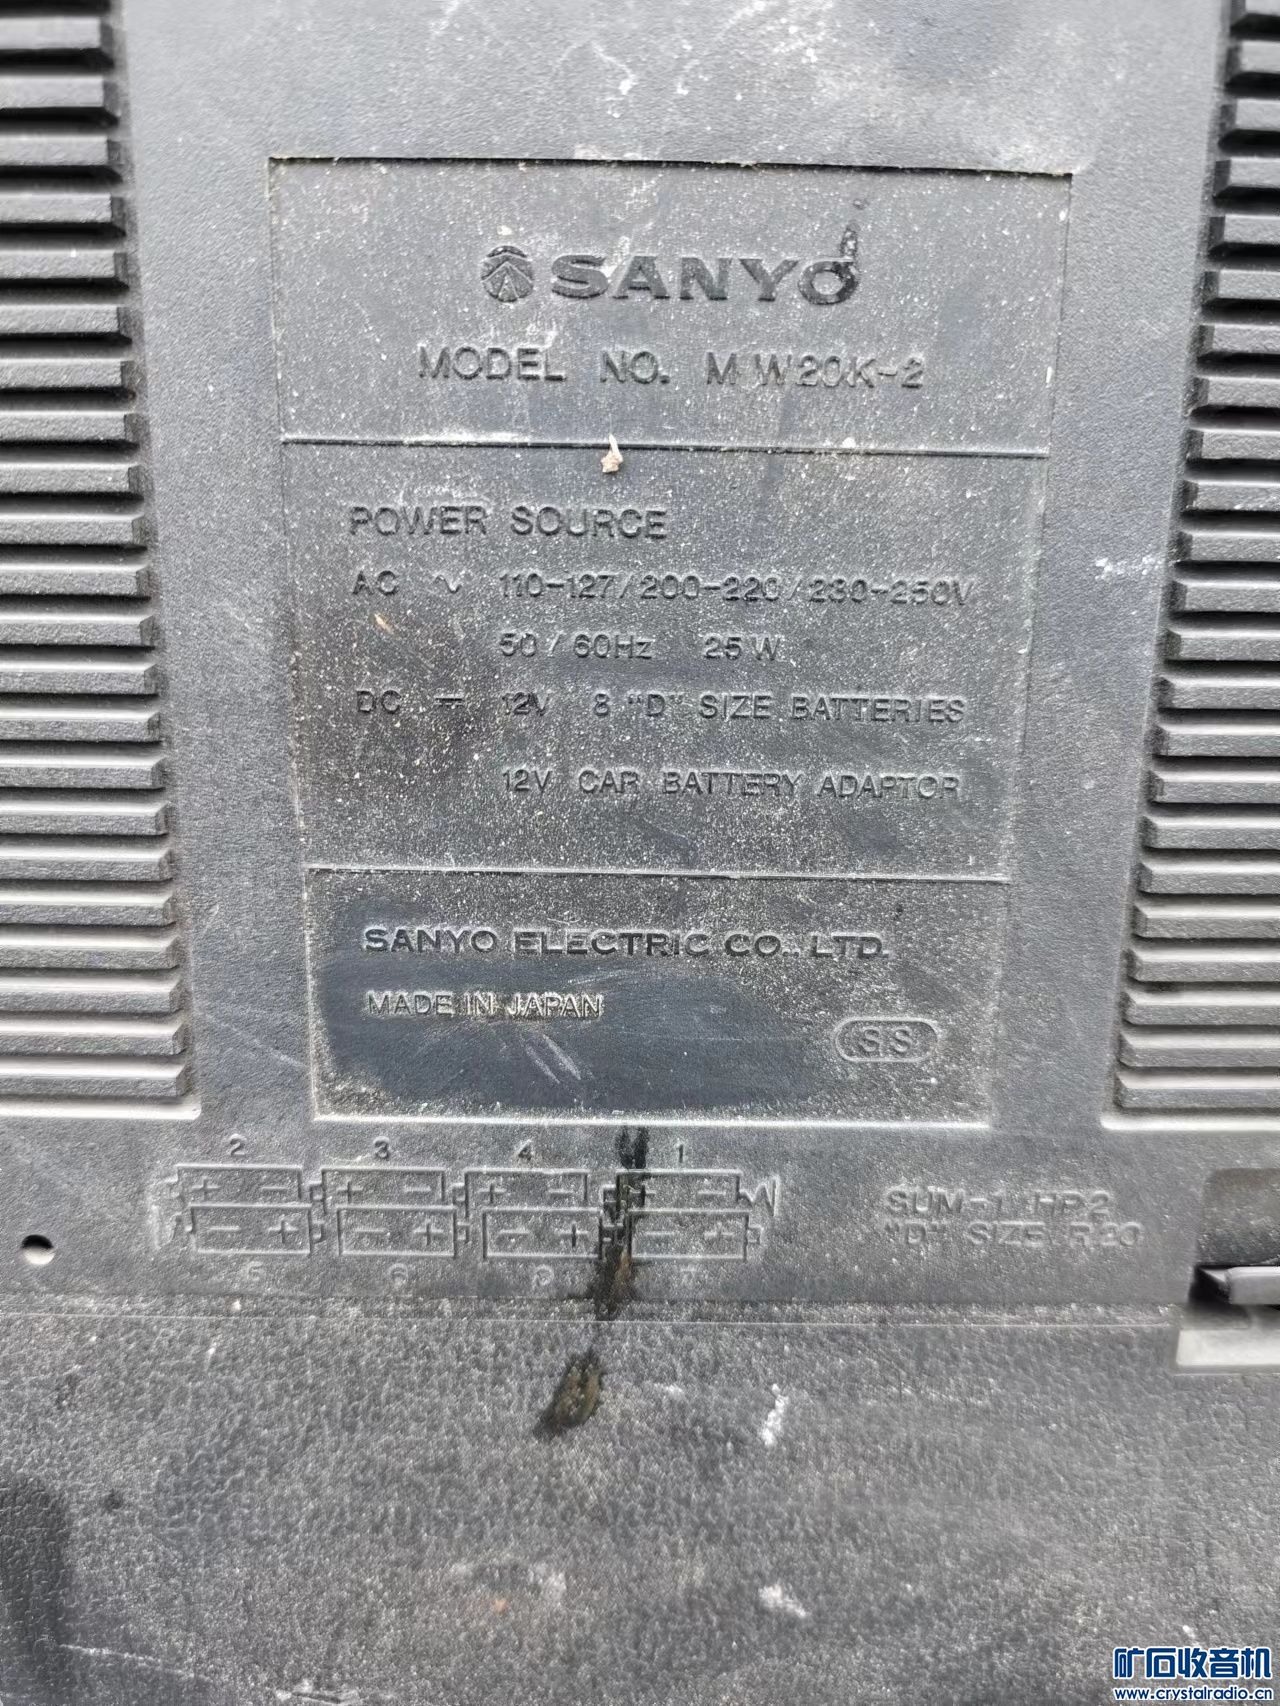 SANYO
MODEL NO. MW20K-2
POWER SOURCE
AC ~ 110-127/200-220/230-250V
50/60Hz 25W
DC ⎓ 12V 8 "D" SIZE BATTERIES
12V CAR BATTERY ADAPTOR
SANYO ELECTRIC CO., LTD.
MADE IN JAPAN
SS
2 3 4 1
+ - + - + - + -
- + - + - + - +
5 6 7
SUM-1 HP2
"D" SIZE R20
矿石收音机
www.crystalradio.cn